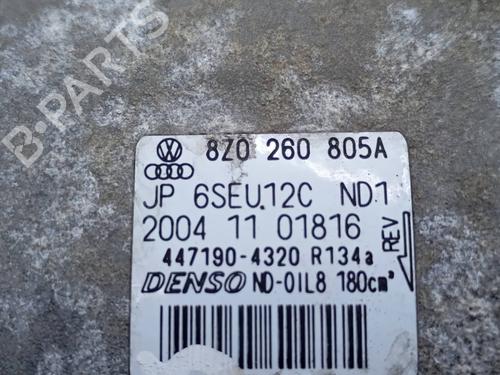 B-PARTS
8Z0 260 805A
JP 6SEU12C ND1
2004 11 01816
447190-4320 R134a
DENSO ND-OIL8 180cm³
REV